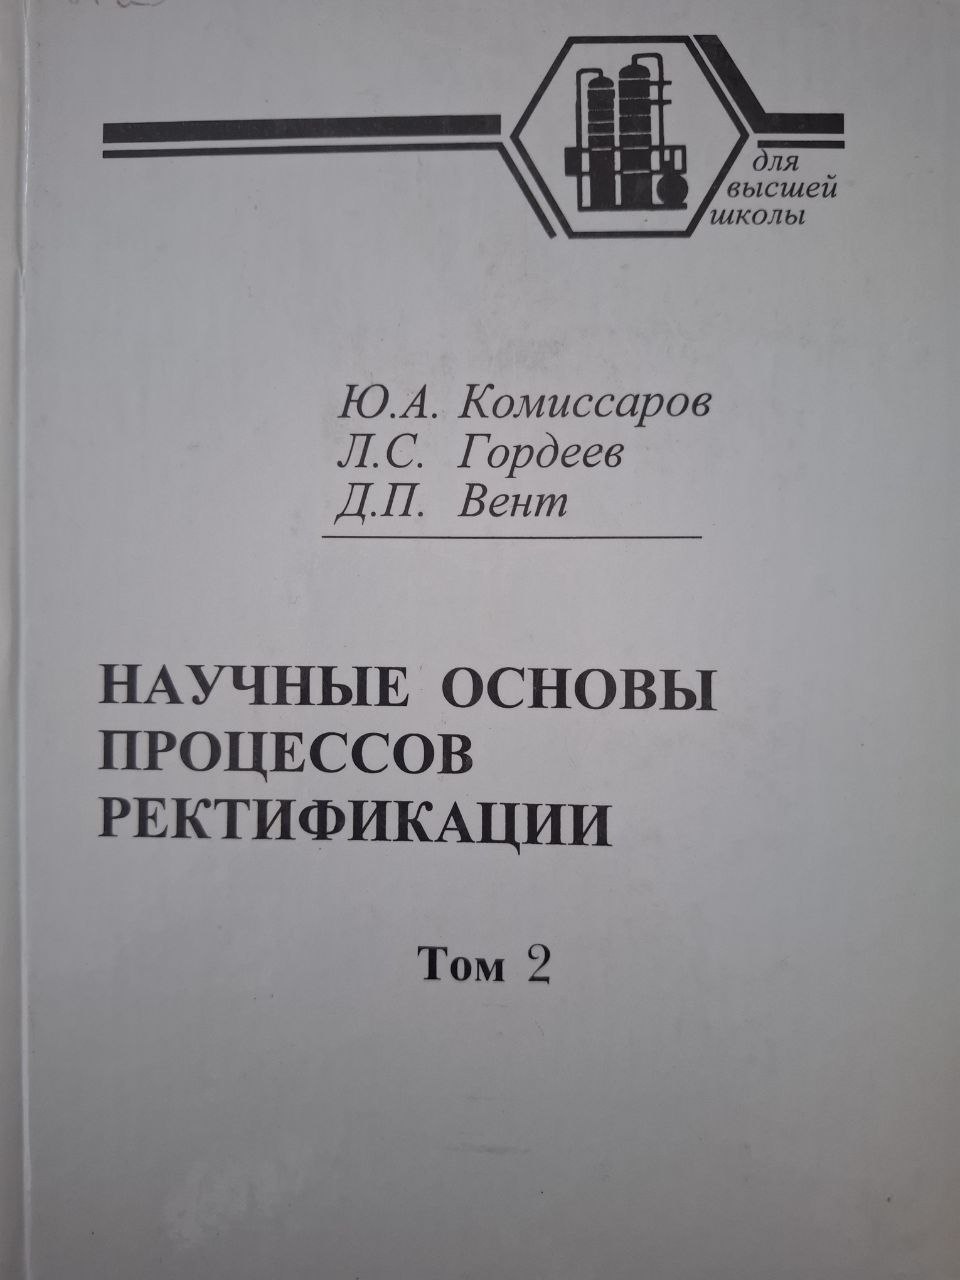 для
высшей
школы
Ю.А. Комиссаров
Л.С. Гордеев
Д.П. Вент
НАУЧНЫЕ ОСНОВЫ
ПРОЦЕССОВ
РЕКТИФИКАЦИИ
Том 2